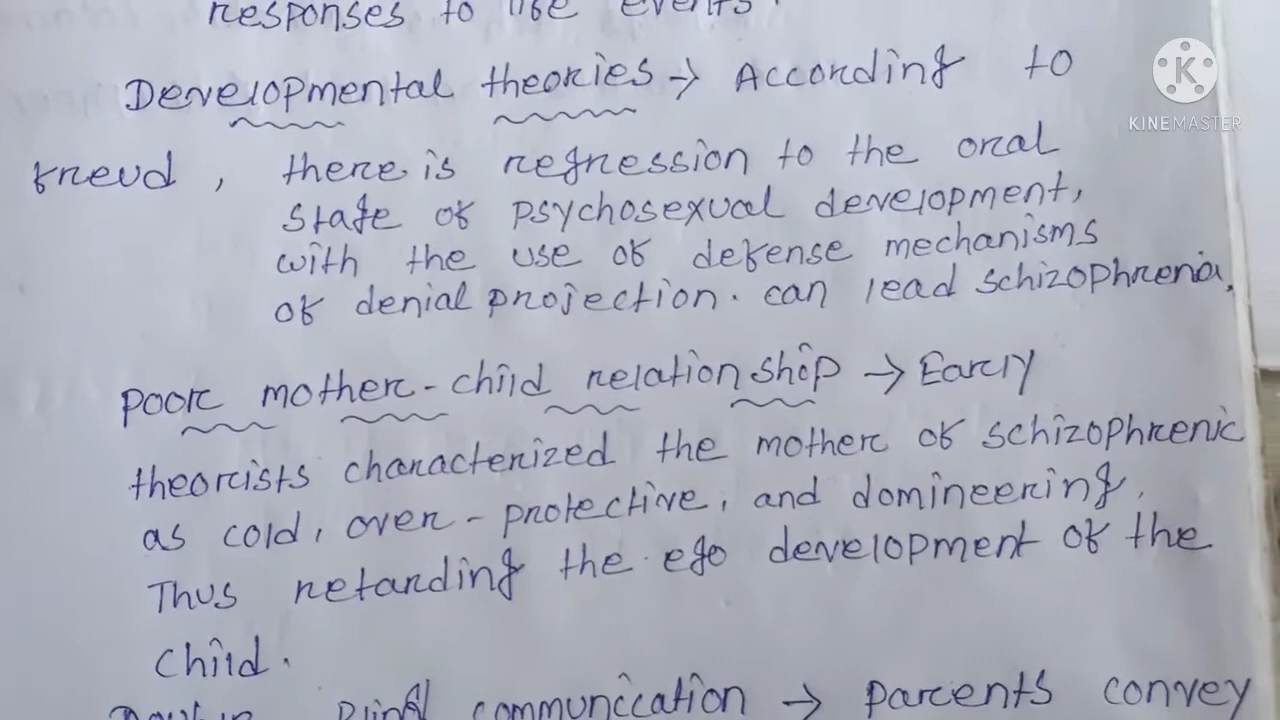 responses to life events.
Developmental theories → According to
freud, there is regression to the oral
stage of psychosexual development,
with the use of defense mechanisms
of denial projection. can lead schizophrenia,
Poor mother-child relationship → Early
theorists characterized the mother of schizophrenic
as cold, over-protective, and domineering,
Thus retarding the ego development of the
child.
communiccation → parents convey
KINEMASTER